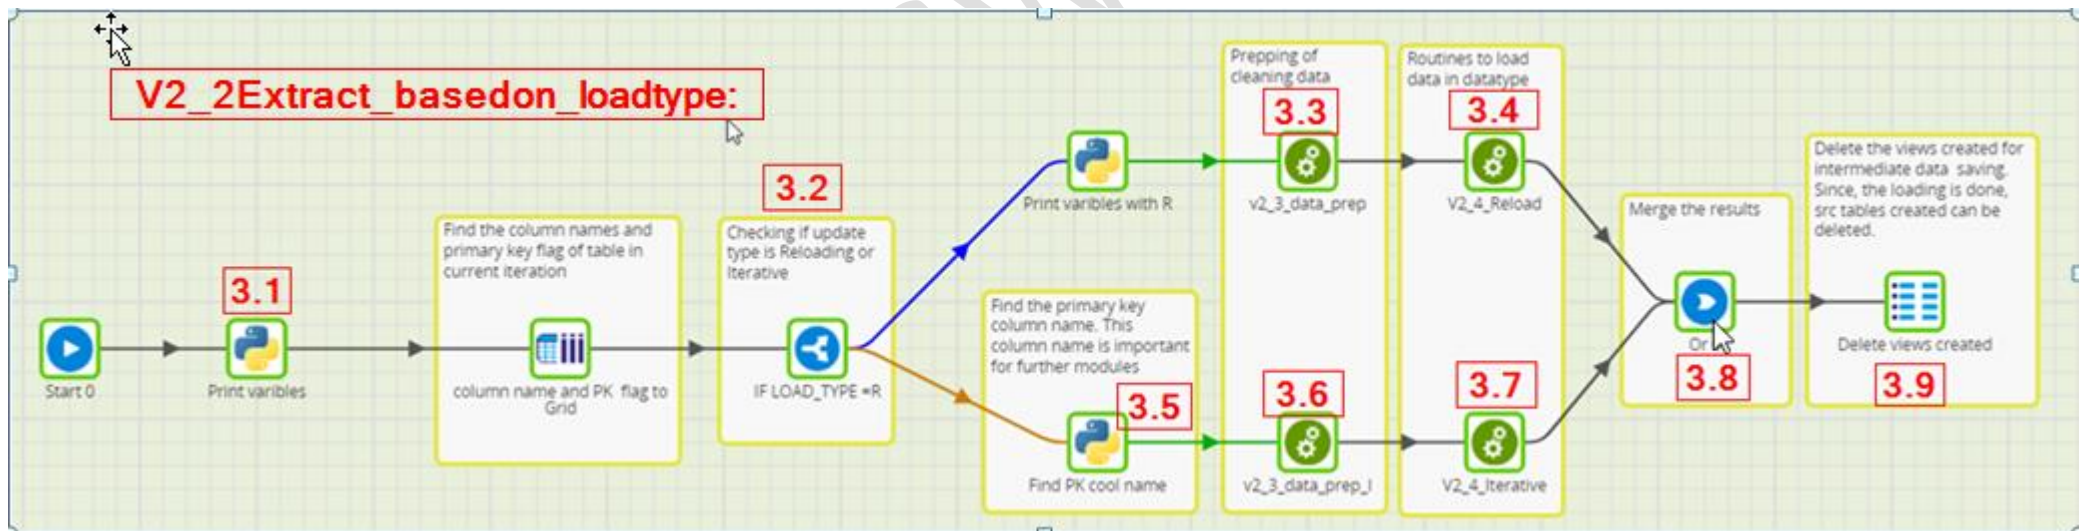 V2_2Extract_basedon_loadtype:
Start 0
3.1
Print varibles
Find the column names and
primary key flag of table in
current iteration
column name and PK  flag to
Grid
3.2
Checking if update
type is Reloading or
Iterative
IF LOAD_TYPE =R
Print varibles with R
Find the primary key
column name. This
column name is important
for further modules
3.5
Find PK cool name
Prepping of
cleaning data
3.3
v2_3_data_prep
3.6
v2_3_data_prep_I
Routines to load
data in datatype
3.4
V2_4_Reload
3.7
V2_4_Iterative
Merge the results
Or
3.8
Delete the views created for
intermediate data  saving.
Since, the loading is done,
src tables created can be
deleted.
Delete views created
3.9